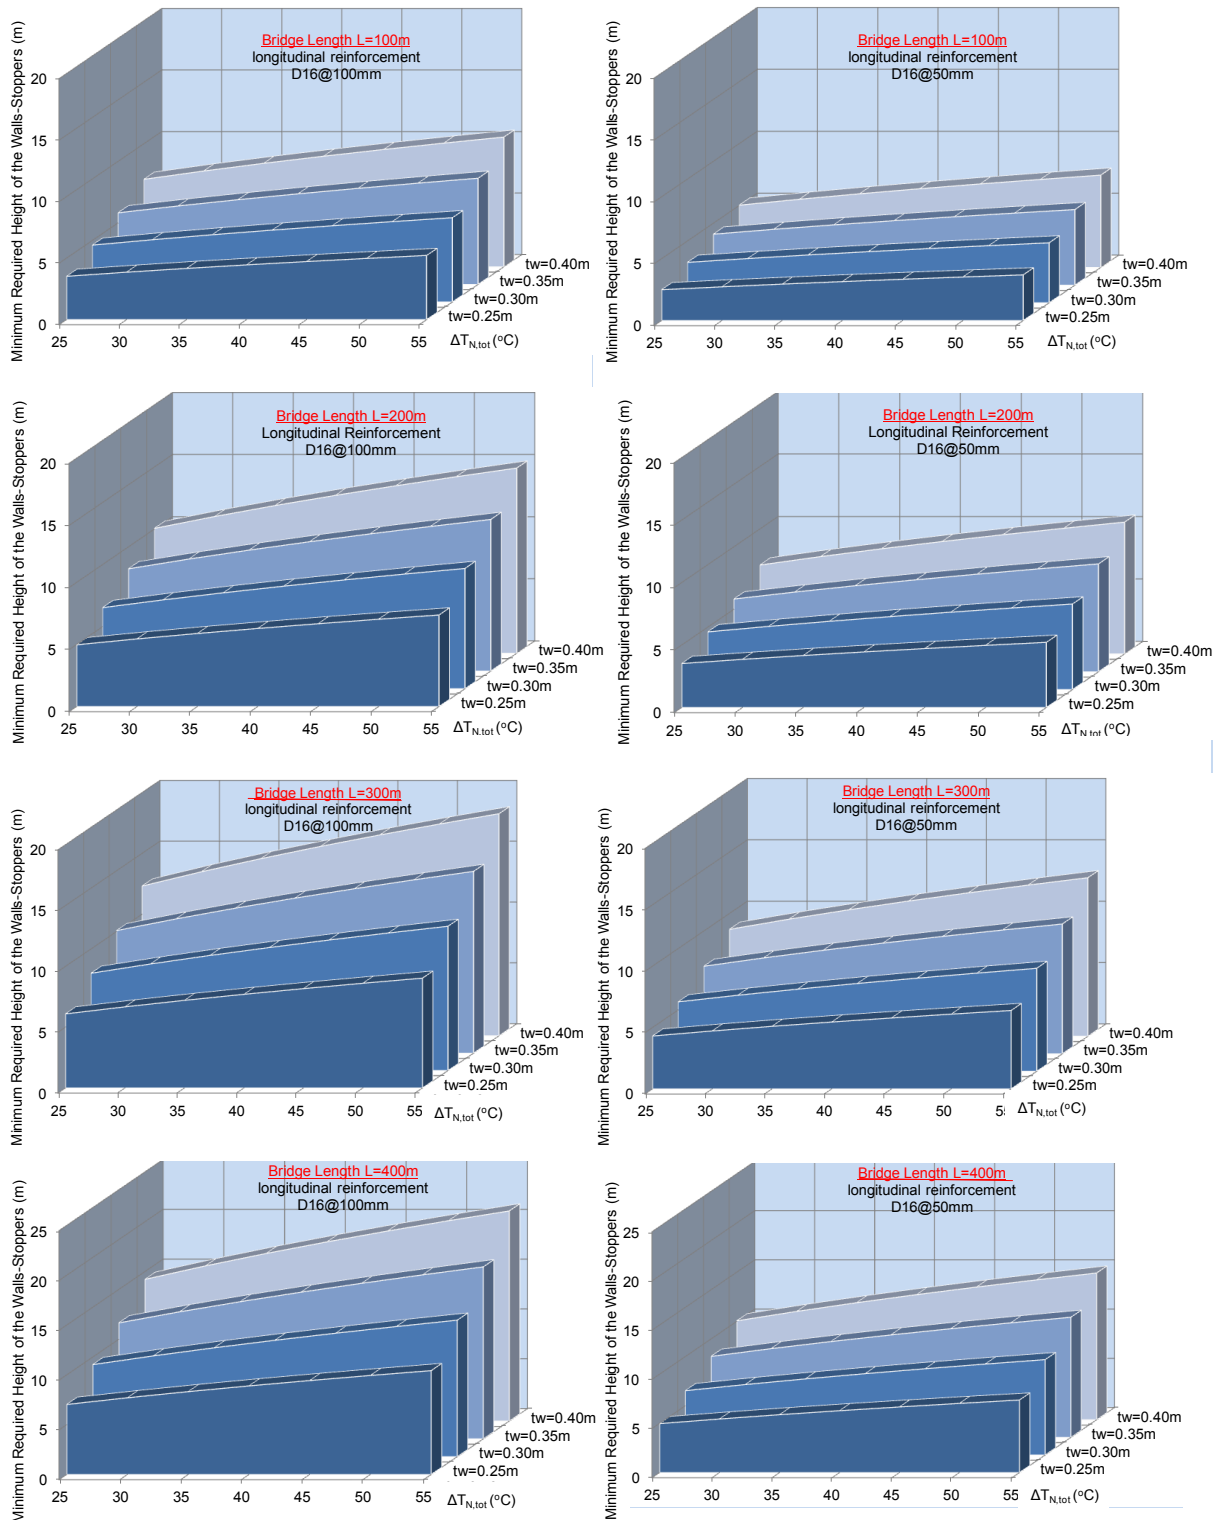 Minimum Required Height of the Walls-Stoppers (m)
Bridge Length L=100m
longitudinal reinforcement
D16@100mm
20
15
10
5
0
25 30 35 40 45 50 55
ΔT_N,tot (°C)
tw=0.40m
tw=0.35m
tw=0.30m
tw=0.25m
Minimum Required Height of the Walls-Stoppers (m)
Bridge Length L=100m
longitudinal reinforcement
D16@50mm
20
15
10
5
0
25 30 35 40 45 50 55
ΔT_N,tot (°C)
tw=0.40m
tw=0.35m
tw=0.30m
tw=0.25m
Minimum Required Height of the Walls-Stoppers (m)
Bridge Length L=200m
Longitudinal Reinforcement
D16@100mm
20
15
10
5
0
25 30 35 40 45 50 55
ΔT_N,tot (°C)
tw=0.40m
tw=0.35m
tw=0.30m
tw=0.25m
Minimum Required Height of the Walls-Stoppers (m)
Bridge Length L=200m
Longitudinal Reinforcement
D16@50mm
20
15
10
5
0
25 30 35 40 45 50 55
ΔT_N,tot (°C)
tw=0.40m
tw=0.35m
tw=0.30m
tw=0.25m
Minimum Required Height of the Walls-Stoppers (m)
Bridge Length L=300m
longitudinal reinforcement
D16@100mm
20
15
10
5
0
25 30 35 40 45 50 55
ΔT_N,tot (°C)
tw=0.40m
tw=0.35m
tw=0.30m
tw=0.25m
Minimum Required Height of the Walls-Stoppers (m)
Bridge Length L=300m
longitudinal reinforcement
D16@50mm
20
15
10
5
0
25 30 35 40 45 50 5
ΔT_N,tot (°C)
tw=0.40m
tw=0.35m
tw=0.30m
tw=0.25m
Minimum Required Height of the Walls-Stoppers (m)
Bridge Length L=400m
longitudinal reinforcement
D16@100mm
25
20
15
10
5
0
25 30 35 40 45 50 55
ΔT_N,tot (°C)
tw=0.40m
tw=0.35m
tw=0.30m
tw=0.25m
Minimum Required Height of the Walls-Stoppers (m)
Bridge Length L=400m
longitudinal reinforcement
D16@50mm
25
20
15
10
5
0
25 30 35 40 45 50 55
ΔT_N,tot (°C)
tw=0.40m
tw=0.35m
tw=0.30m
tw=0.25m